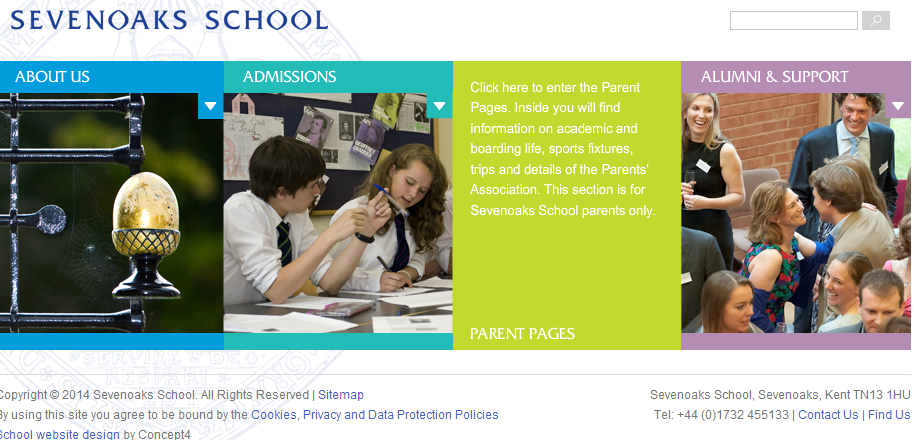 SEVENOAKS SCHOOL
ABOUT US
ADMISSIONS
Click here to enter the Parent
Pages. Inside you will find
information on academic and
boarding life, sports fixtures,
trips and details of the Parents'
Association. This section is for
Sevenoaks School parents only.
PARENT PAGES
ALUMNI & SUPPORT
SERVIRE DEO
REGNARI
Copyright © 2014 Sevenoaks School. All Rights Reserved | Sitemap
By using this site you agree to be bound by the Cookies, Privacy and Data Protection Policies
School website design by Concept4
Sevenoaks School, Sevenoaks, Kent TN13 1HU
Tel: +44 (0)1732 455133 | Contact Us | Find Us